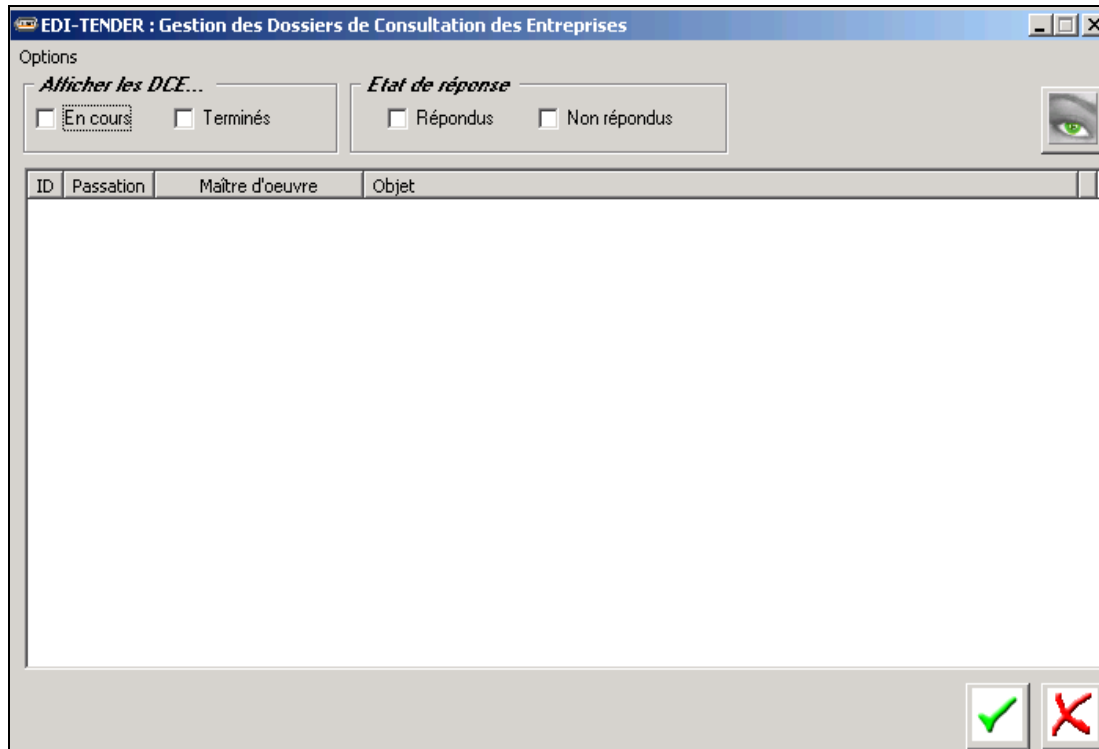 EDI-TENDER : Gestion des Dossiers de Consultation des Entreprises
Options
Afficher les DCE... Etat de réponse
En cours Terminés Répondus Non répondus
ID Passation Maître d'oeuvre Objet